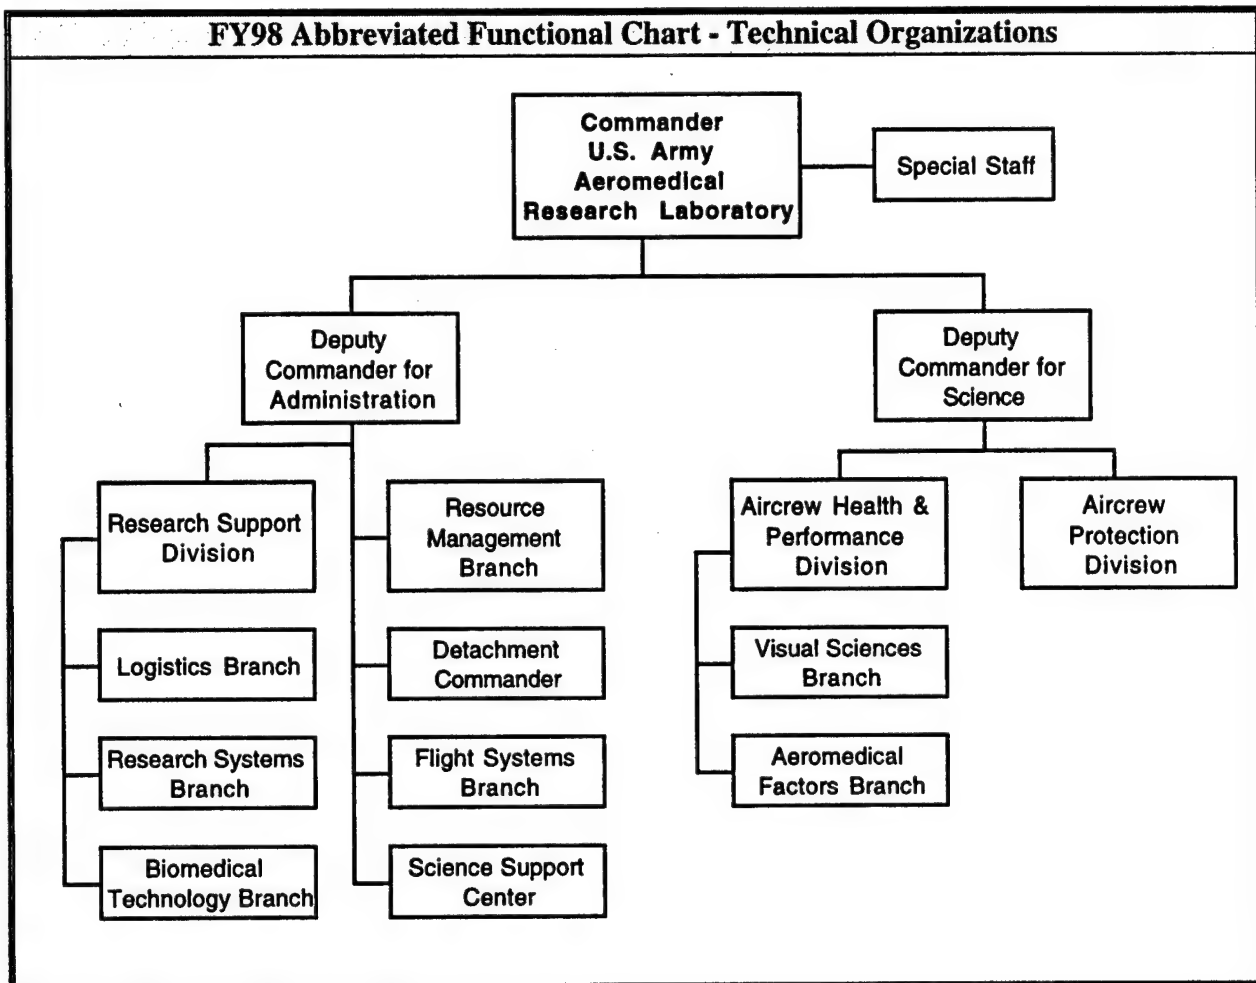 FY98 Abbreviated Functional Chart - Technical Organizations
Commander
U.S. Army
Aeromedical
Research Laboratory
Special Staff
Deputy
Commander for
Administration
Deputy
Commander for
Science
Research Support
Division
Resource
Management
Branch
Aircrew Health &
Performance
Division
Aircrew
Protection
Division
Logistics Branch
Detachment
Commander
Visual Sciences
Branch
Research Systems
Branch
Flight Systems
Branch
Aeromedical
Factors Branch
Biomedical
Technology Branch
Science Support
Center